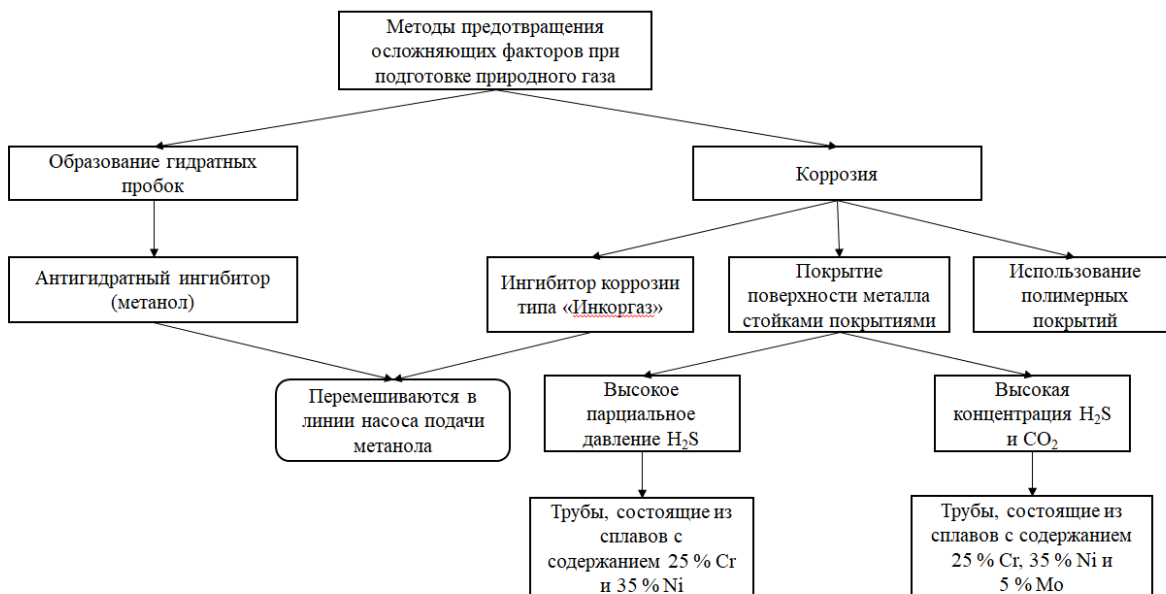 Методы предотвращения
осложняющих факторов при
подготовке природного газа
Образование гидратных
пробок
Коррозия
Антигидратный ингибитор
(метанол)
Ингибитор коррозии
типа «Инкоргаз»
Покрытие
поверхности металла
стойками покрытиями
Использование
полимерных
покрытий
Перемешиваются в
линии насоса подачи
метанола
Высокое
парциальное
давление H₂S
Высокая
концентрация H₂S
и CO₂
Трубы, состоящие из
сплавов с
содержанием 25 % Cr
и 35 % Ni
Трубы, состоящие из
сплавов с содержанием
25 % Cr, 35 % Ni и
5 % Mo